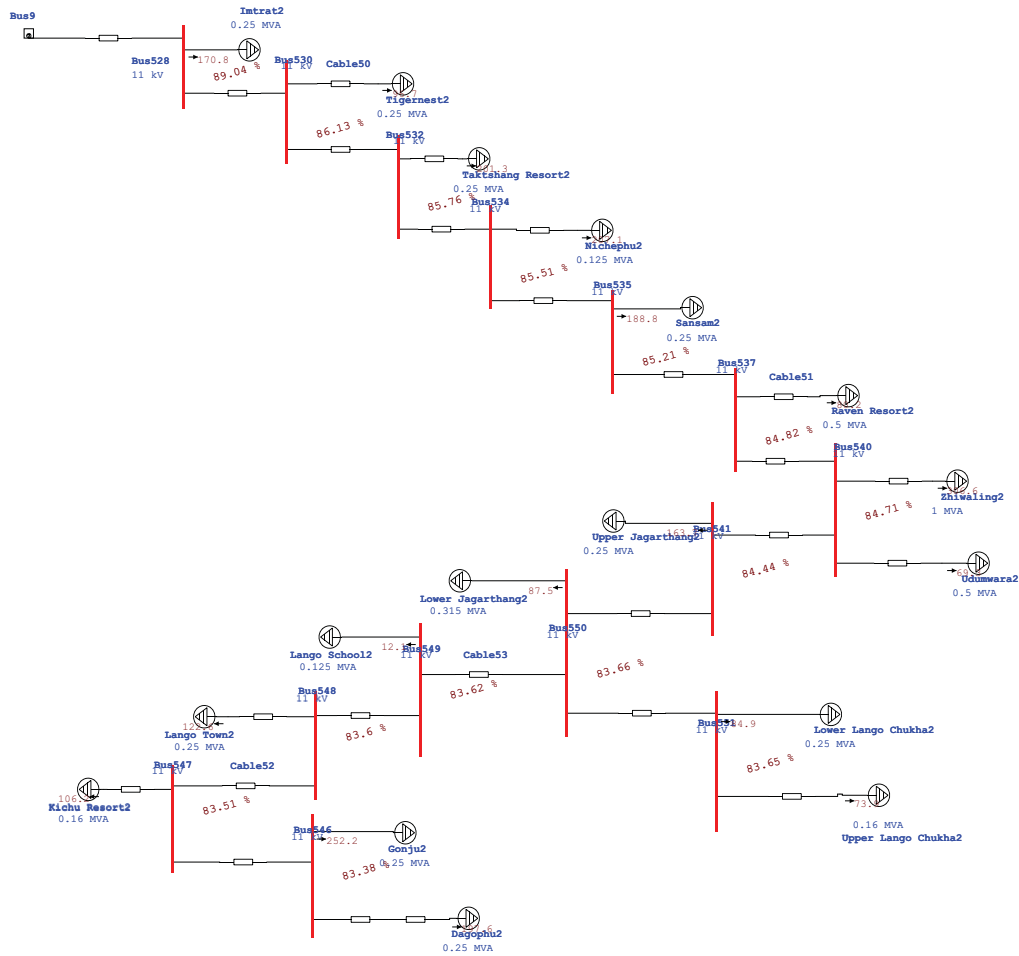 Bus9
Imtrat2
0.25 MVA
Bus528
11 kV
170.8
89.04 %
Bus530
11 kV
Cable50
Tigernest2
0.25 MVA
86.13 %
Bus532
11 kV
Taktshang Resort2
0.25 MVA
85.76 %
Bus534
11 kV
Nichephu2
0.125 MVA
85.51 %
Bus535
11 kV
188.8
Sansam2
0.25 MVA
85.21 %
Bus537
11 kV
Cable51
Raven Resort2
0.5 MVA
84.82 %
Bus540
11 kV
Zhiwaling2
1 MVA
84.71 %
Udumwara2
0.5 MVA
Upper Jagarthang2
0.25 MVA
Bus541
11 kV
84.44 %
Lower Jagarthang2
0.315 MVA
87.5
Bus550
11 kV
83.66 %
Lango School2
0.125 MVA
Bus549
11 kV
Cable53
83.62 %
Bus548
11 kV
83.6 %
Lango Town2
0.25 MVA
11 kV
Lower Lango Chukha2
0.25 MVA
83.65 %
0.16 MVA
Upper Lango Chukha2
Bus547
11 kV
Cable52
83.51 %
Kichu Resort2
0.16 MVA
Bus546
11 kV
252.2
Gonju2
0.25 MVA
83.38 %
Dagophu2
0.25 MVA